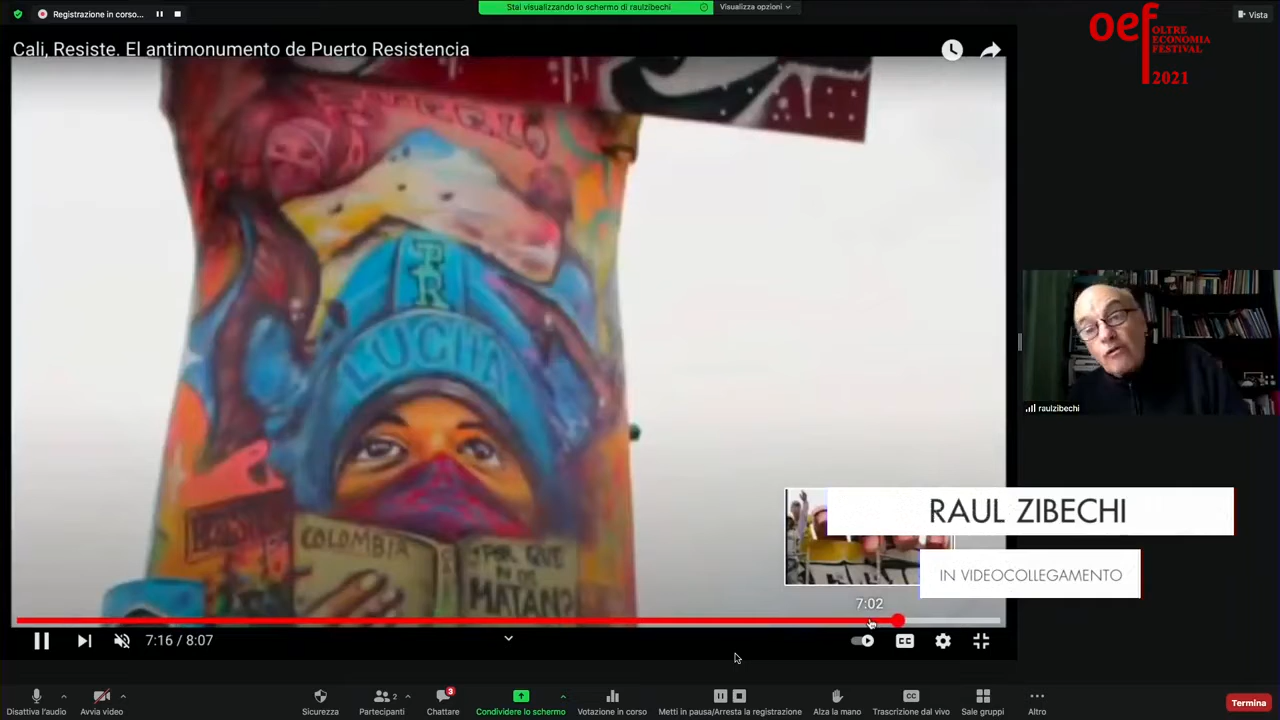 Registrazione in corso...
Stai visualizzando lo schermo di raulzibechi
Visualizza opzioni
Vista
oef
OLTRE
ECONOMIA
FESTIVAL
2021
Cali, Resiste. El antimonumento de Puerto Resistencia
PR
LUCHA
COLOMBIA
¿POR QUE
NOS
MATAN?
raulzibechi
RAUL ZIBECHI
IN VIDEOCOLLEGAMENTO
7:02
7:16 / 8:07
CC
Disattiva l'audio
Avvia video
Sicurezza
2
Partecipanti
3
Chattare
Condividere lo schermo
Votazione in corso
Metti in pausa/Arresta la registrazione
Alza la mano
CC
Trascrizione dal vivo
Sale gruppi
Altro
Termina